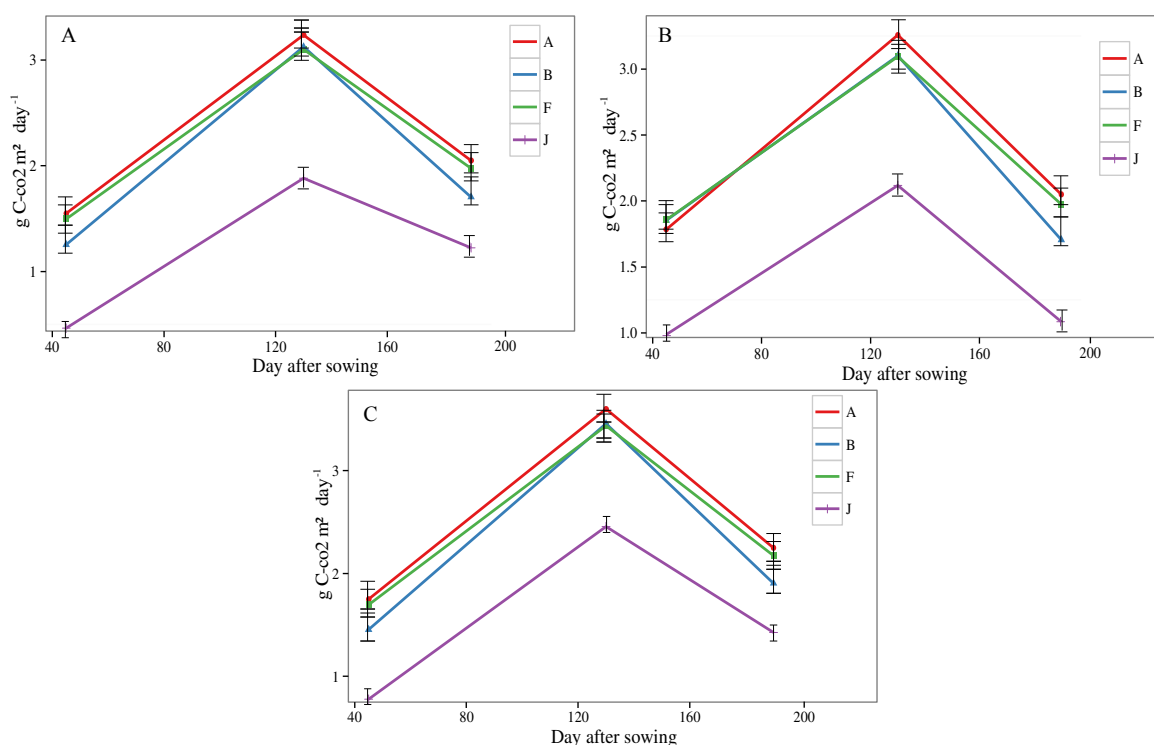 A
g C-co2 m² day⁻¹
3
2
1
40
80
120
160
200
Day after sowing
A
B
F
J
B
g C-co2 m² day⁻¹
3.0
2.5
2.0
1.5
1.0
40
80
120
160
200
Day after sowing
A
B
F
J
C
g C-co2 m² day⁻¹
3
2
1
40
80
120
160
200
Day after sowing
A
B
F
J